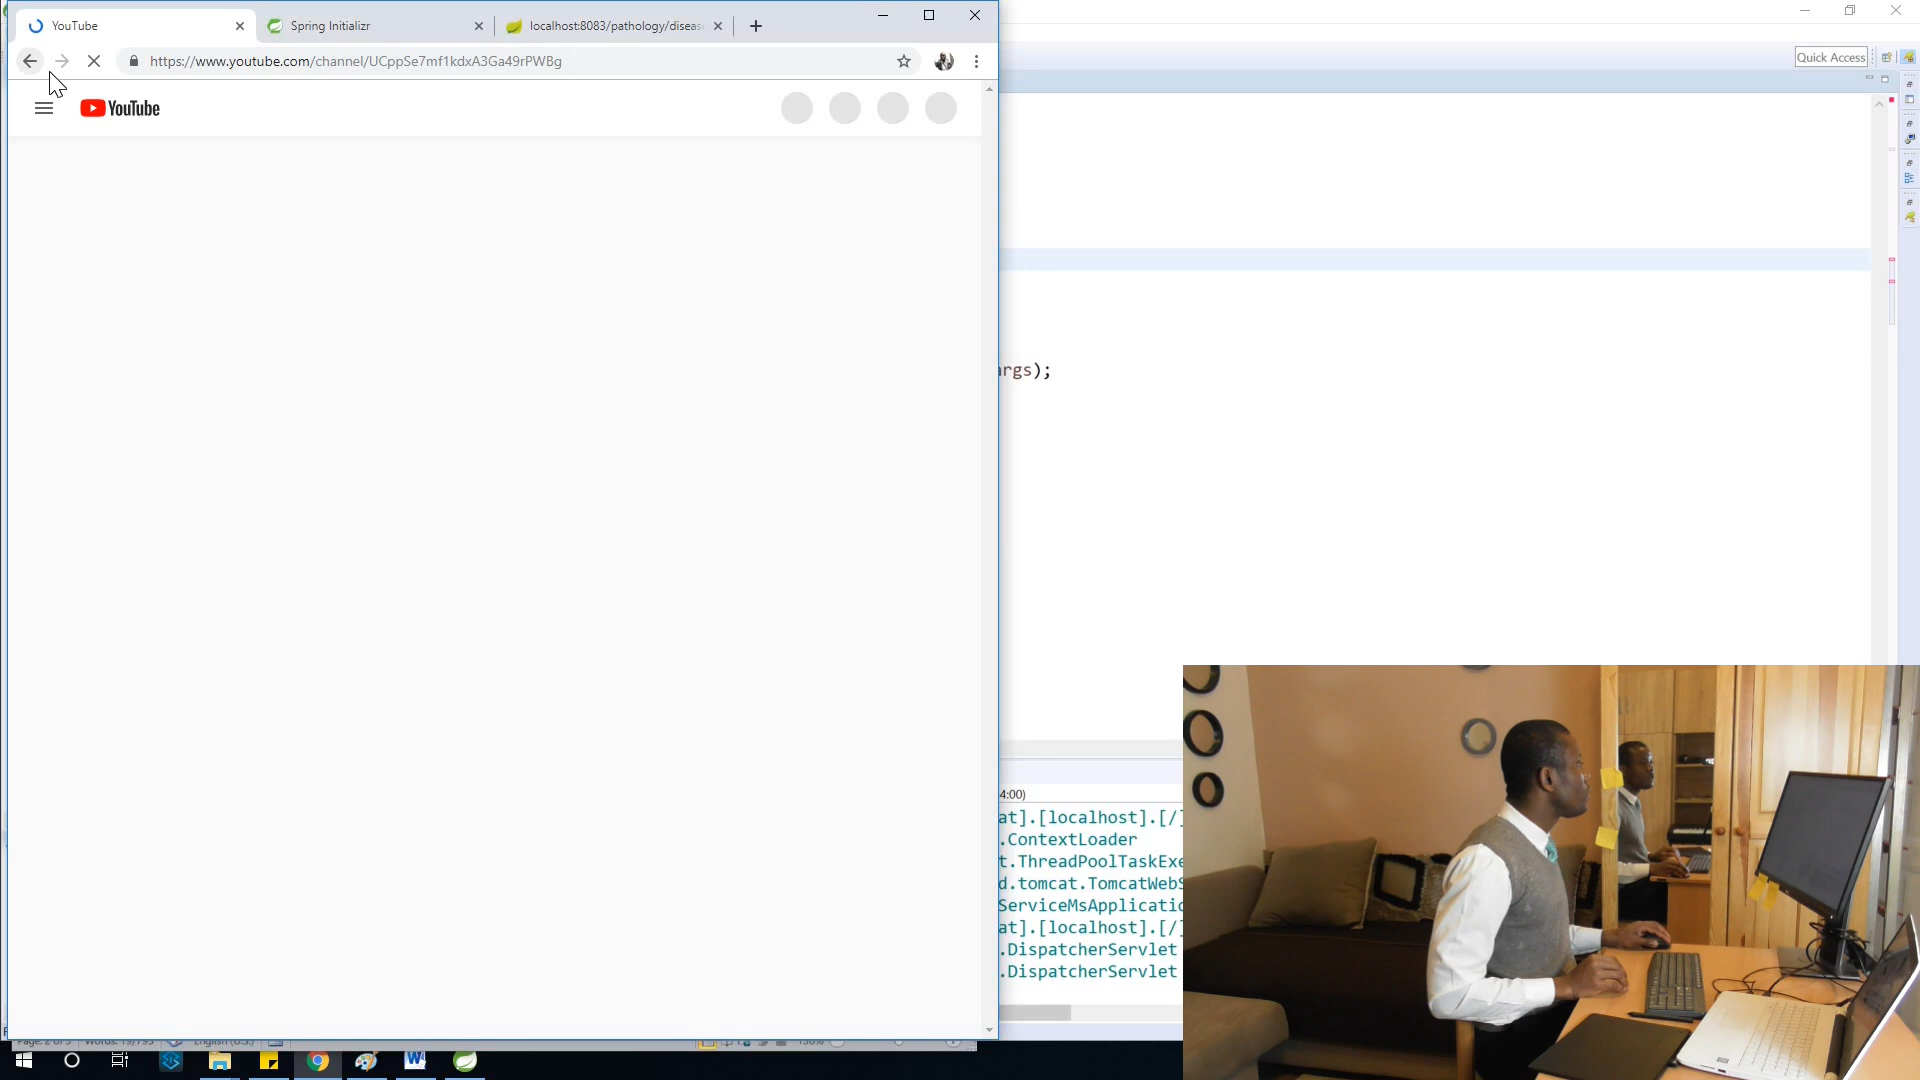 YouTube
Spring Initializr
localhost:8083/pathology/diseas
https://www.youtube.com/channel/UCppSe7mf1kdxA3Ga49rPWBg
YouTube
Quick Access
args);
4:00)
at].[localhost].[/]
.ContextLoader
t.ThreadPoolTaskExe
d.tomcat.TomcatWebS
ServiceMsApplicatio
at].[localhost].[/]
.DispatcherServlet
.DispatcherServlet